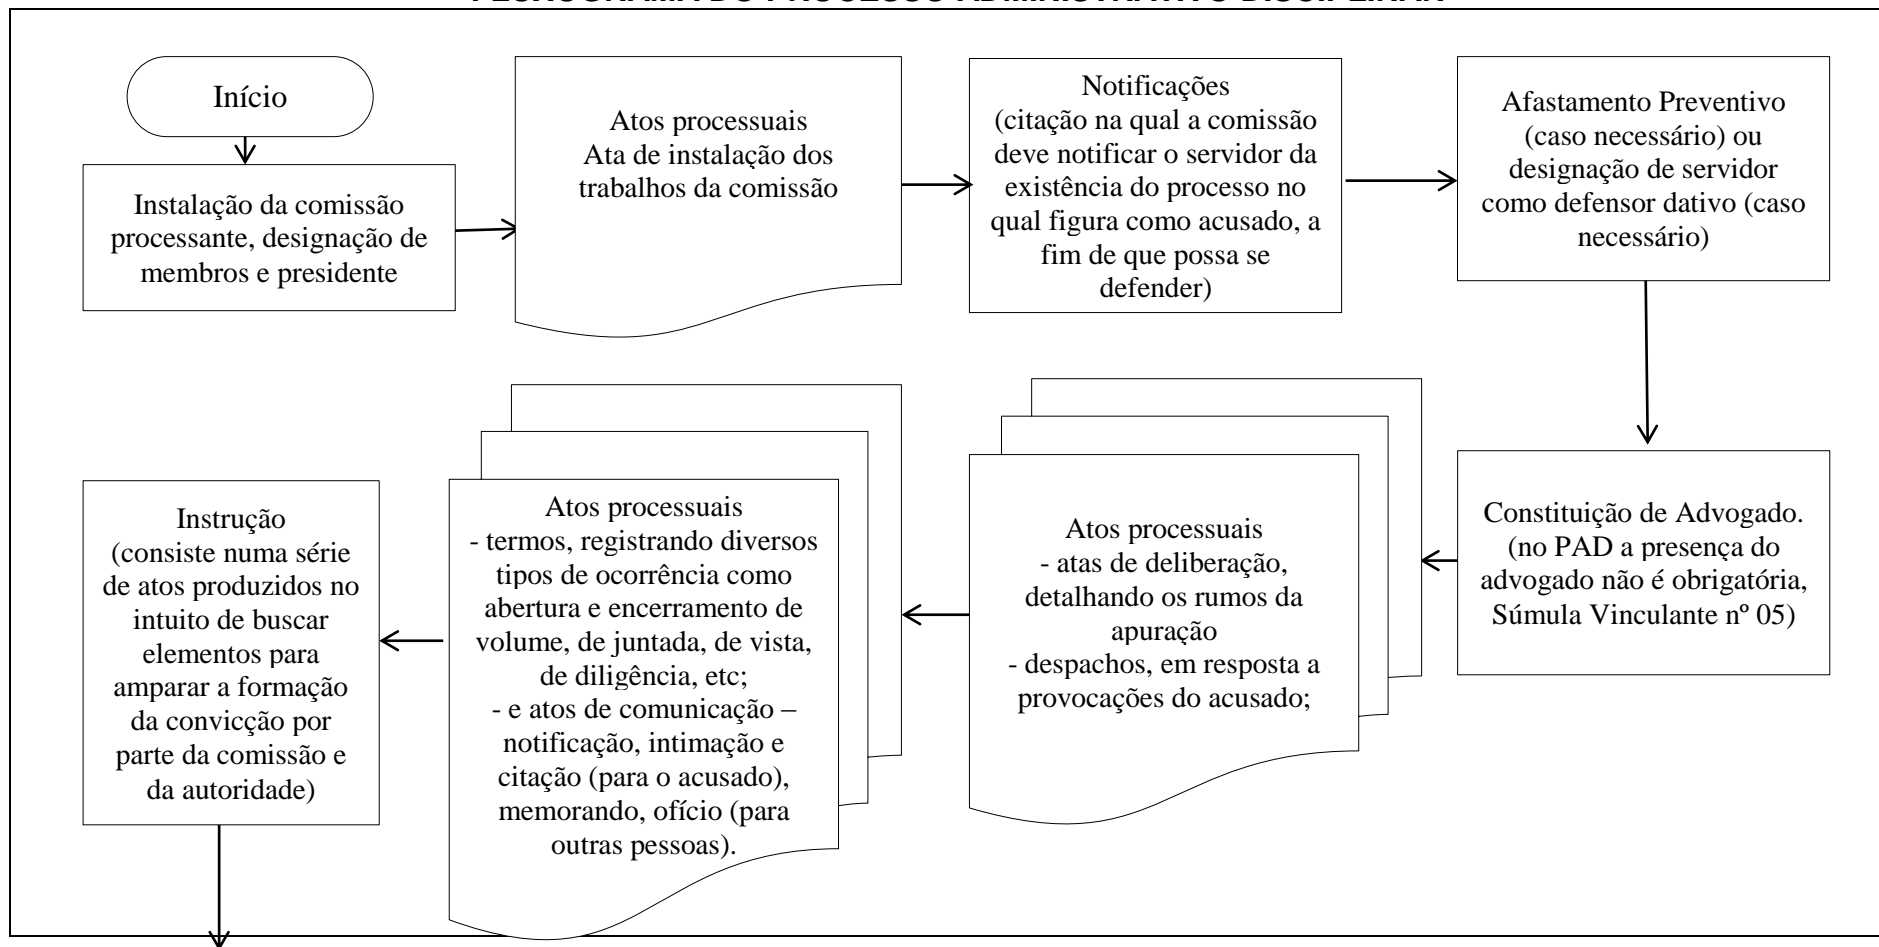 FLUXOGRAMA DO PROCESSO ADMINISTRATIVO DISCIPLINAR
Início
Instalação da comissão
processante, designação de
membros e presidente
Atos processuais
Ata de instalação dos
trabalhos da comissão
Notificações
(citação na qual a comissão
deve notificar o servidor da
existência do processo no
qual figura como acusado, a
fim de que possa se
defender)
Afastamento Preventivo
(caso necessário) ou
designação de servidor
como defensor dativo (caso
necessário)
Constituição de Advogado.
(no PAD a presença do
advogado não é obrigatória,
Súmula Vinculante nº 05)
Atos processuais
- atas de deliberação,
detalhando os rumos da
apuração
- despachos, em resposta a
provocações do acusado;
Atos processuais
- termos, registrando diversos
tipos de ocorrência como
abertura e encerramento de
volume, de juntada, de vista,
de diligência, etc;
- e atos de comunicação –
notificação, intimação e
citação (para o acusado),
memorando, ofício (para
outras pessoas).
Instrução
(consiste numa série
de atos produzidos no
intuito de buscar
elementos para
amparar a formação
da convicção por
parte da comissão e
da autoridade)